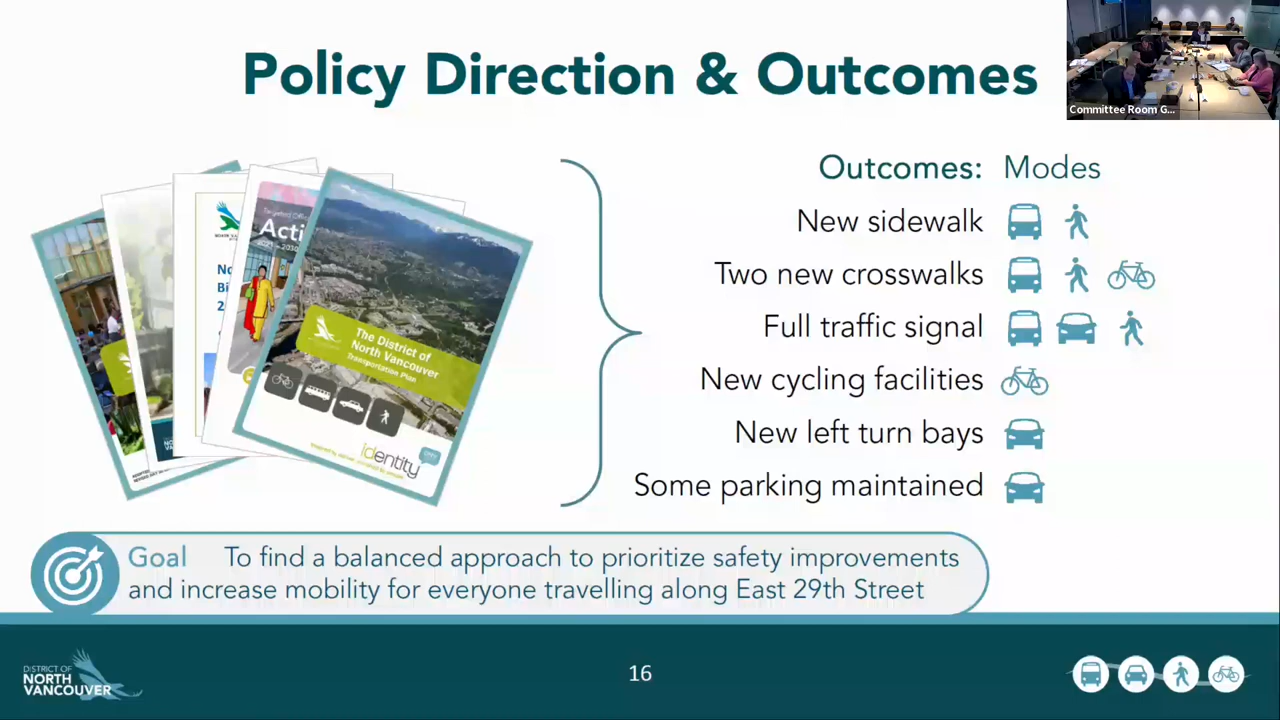 Policy Direction & Outcomes
Committee Room G...
Outcomes: Modes
New sidewalk
Two new crosswalks
Full traffic signal
New cycling facilities
New left turn bays
Some parking maintained
Acti
The District of
North Vancouver
Transportation Plan
identity
Goal To find a balanced approach to prioritize safety improvements
and increase mobility for everyone travelling along East 29th Street
DISTRICT OF
NORTH
VANCOUVER
16